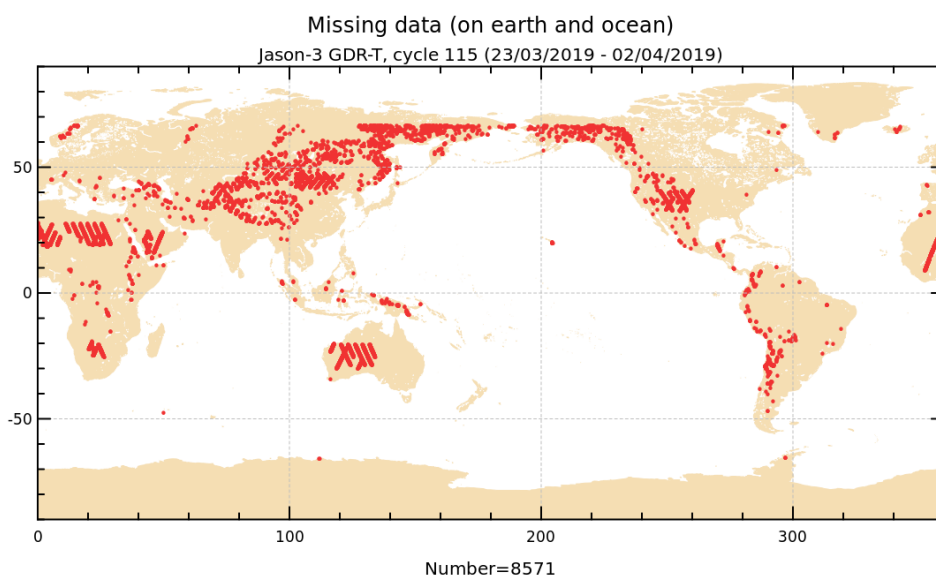 Missing data (on earth and ocean)
Jason-3 GDR-T, cycle 115 (23/03/2019 - 02/04/2019)
50
0
-50
0 100 200 300
Number=8571